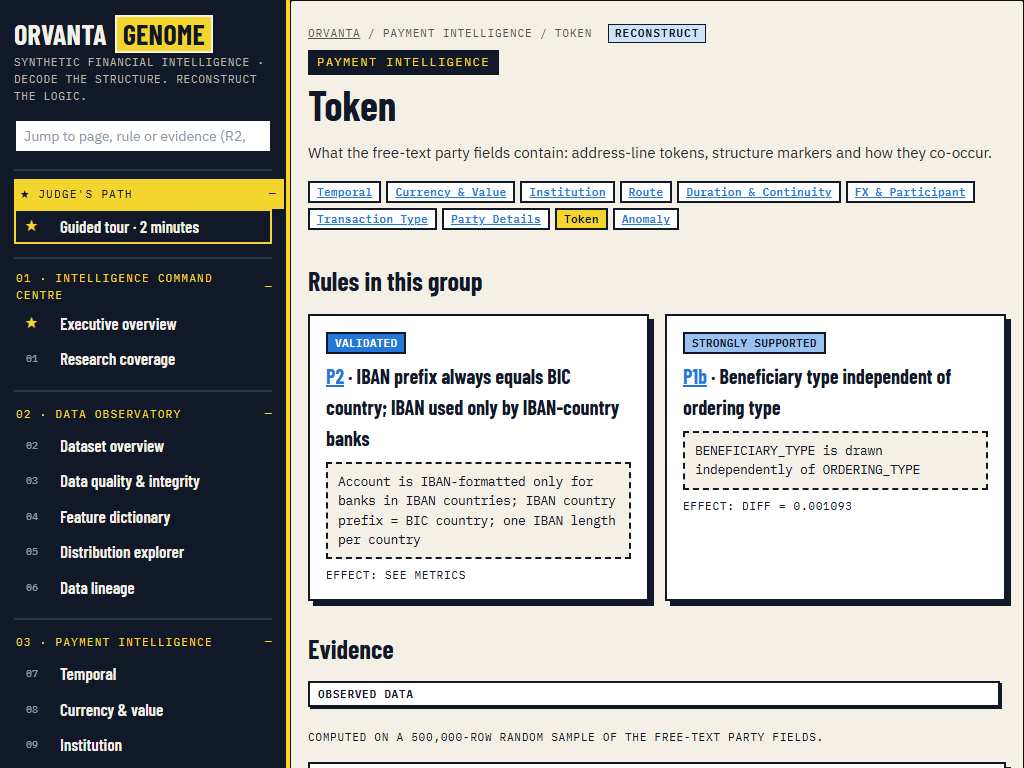 ORVANTA GENOME
SYNTHETIC FINANCIAL INTELLIGENCE ·
DECODE THE STRUCTURE. RECONSTRUCT
THE LOGIC.
Jump to page, rule or evidence (R2,
★ JUDGE'S PATH –
★ Guided tour · 2 minutes
01 · INTELLIGENCE COMMAND
CENTRE –
★ Executive overview
01 Research coverage
02 · DATA OBSERVATORY –
02 Dataset overview
03 Data quality & integrity
04 Feature dictionary
05 Distribution explorer
06 Data lineage
03 · PAYMENT INTELLIGENCE –
07 Temporal
08 Currency & value
09 Institution
ORVANTA / PAYMENT INTELLIGENCE / TOKEN RECONSTRUCT
PAYMENT INTELLIGENCE
Token
What the free-text party fields contain: address-line tokens, structure markers and how they co-occur.
Temporal Currency & Value Institution Route Duration & Continuity FX & Participant
Transaction Type Party Details Token Anomaly
Rules in this group
VALIDATED
P2 · IBAN prefix always equals BIC
country; IBAN used only by IBAN-country
banks
Account is IBAN-formatted only for
banks in IBAN countries; IBAN country
prefix = BIC country; one IBAN length
per country
EFFECT: SEE METRICS
STRONGLY SUPPORTED
P1b · Beneficiary type independent of
ordering type
BENEFICIARY_TYPE is drawn
independently of ORDERING_TYPE
EFFECT: DIFF = 0.001093
Evidence
OBSERVED DATA
COMPUTED ON A 500,000-ROW RANDOM SAMPLE OF THE FREE-TEXT PARTY FIELDS.